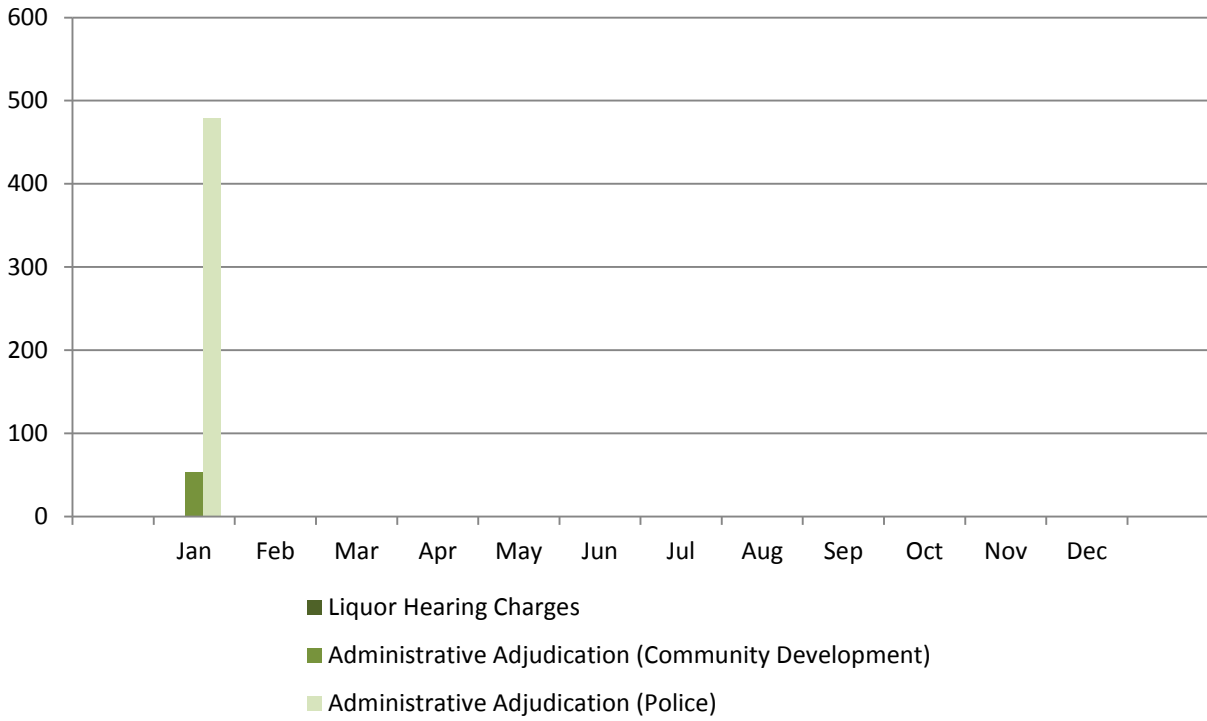 600
500
400
300
200
100
0
Jan Feb Mar Apr May Jun Jul Aug Sep Oct Nov Dec
Liquor Hearing Charges
Administrative Adjudication (Community Development)
Administrative Adjudication (Police)